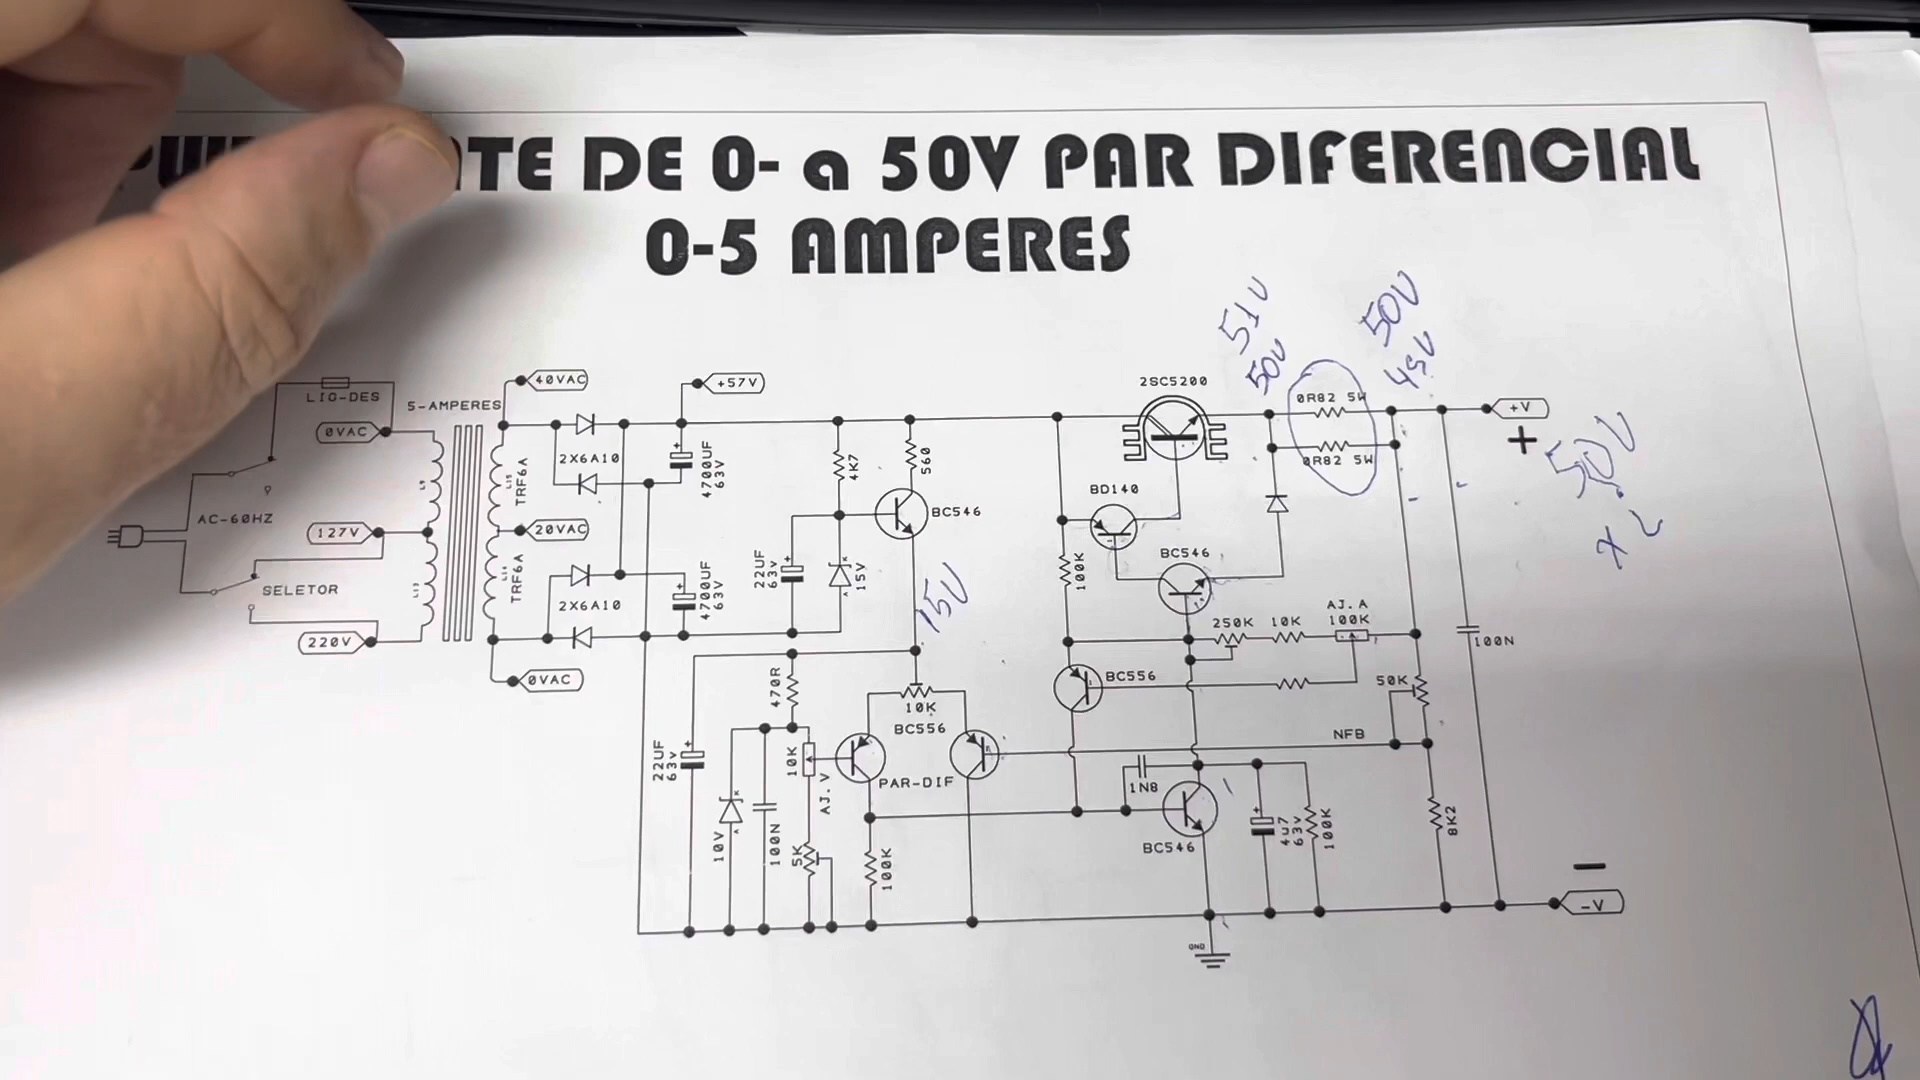 TE DE 0- a 50V PAR DIFERENCIAL
0-5 AMPERES
51V
50V
50V
+57V
40VAC
LIG-DES
5-AMPERES
0VAC
2SC5200
0R82 5W
+V
+
2X6A10
4700UF
63V
4K7
560
0R82 5W
TRF6A
BD140
BC546
50V
AC-60HZ
127V
20VAC
BC546
22UF
63V
15V
100K
15V
SELETOR
TRF6A
2X6A10
4700UF
63V
250K
10K
AJ.A
100K
100N
220V
0VAC
470R
10K
BC556
50K
BC556
22UF
63V
10K
AJ.V
PAR-DIF
NFB
1N8
10V
100N
5K
100K
BC546
4U7
63V
100K
8K2
-
-V
GND